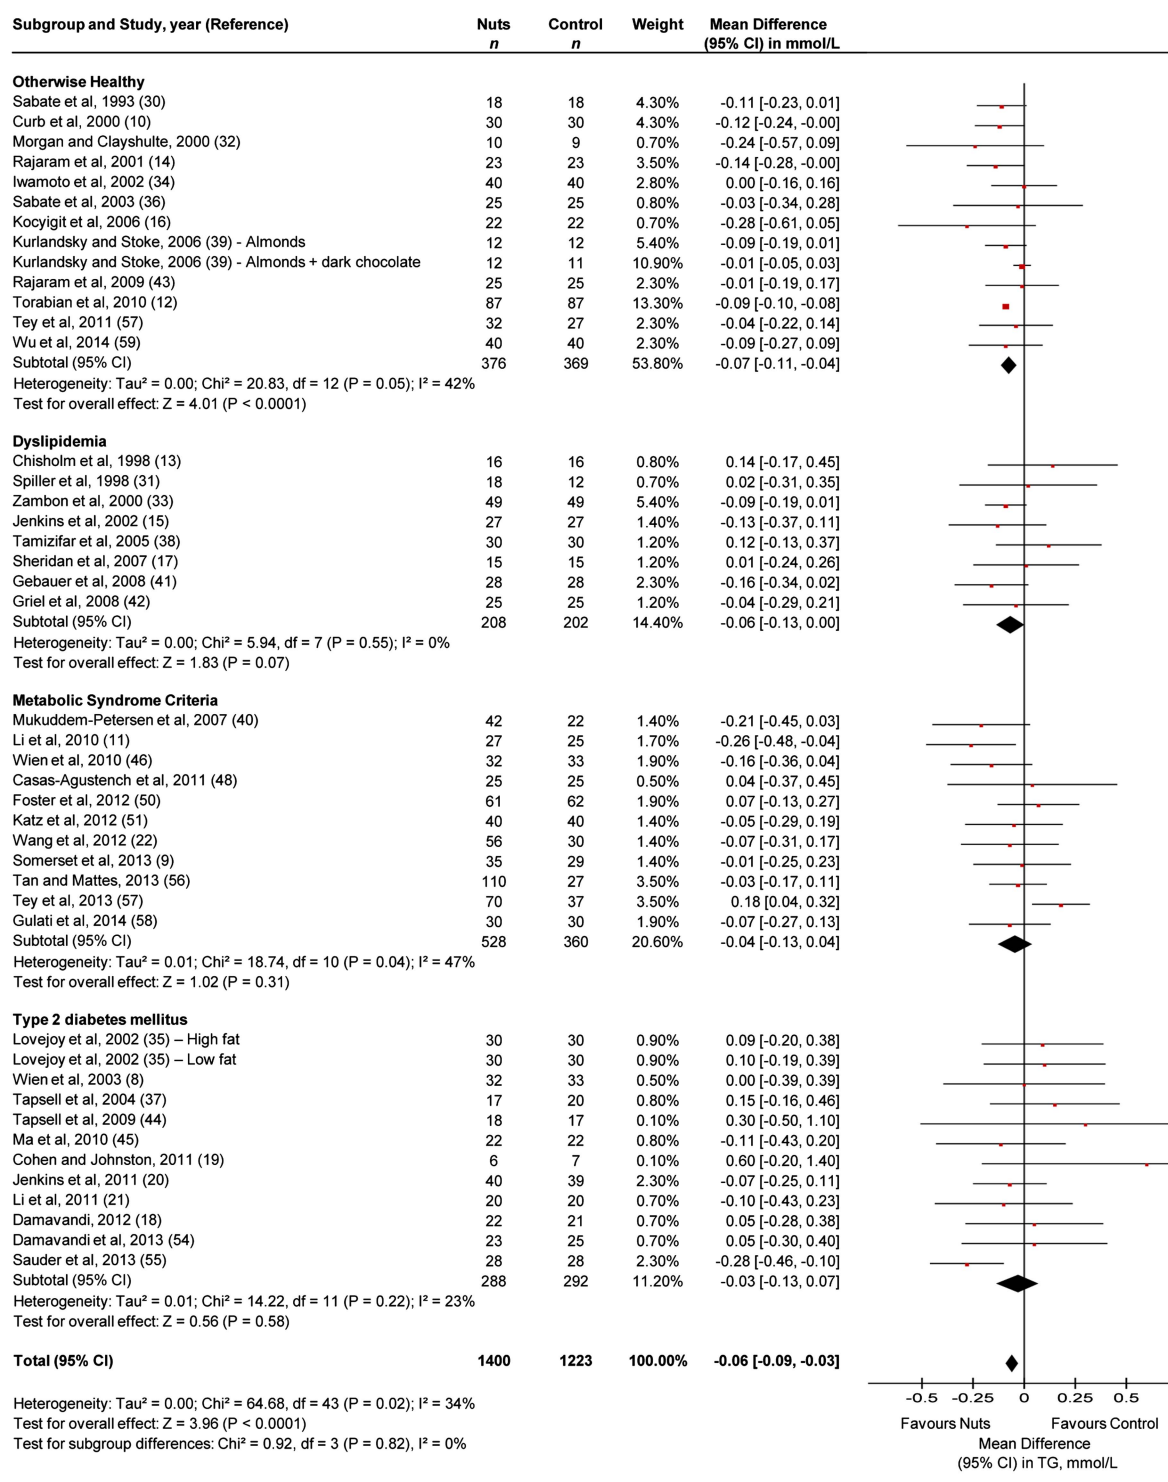 Subgroup and Study, year (Reference) Nuts Control Weight Mean Difference
n n (95% CI) in mmol/L
Otherwise Healthy
Sabate et al, 1993 (30) 18 18 4.30% -0.11 [-0.23, 0.01]
Curb et al, 2000 (10) 30 30 4.30% -0.12 [-0.24, -0.00]
Morgan and Clayshulte, 2000 (32) 10 9 0.70% -0.24 [-0.57, 0.09]
Rajaram et al, 2001 (14) 23 23 3.50% -0.14 [-0.28, -0.00]
Iwamoto et al, 2002 (34) 40 40 2.80% 0.00 [-0.16, 0.16]
Sabate et al, 2003 (36) 25 25 0.80% -0.03 [-0.34, 0.28]
Kocyigit et al, 2006 (16) 22 22 0.70% -0.28 [-0.61, 0.05]
Kurlandsky and Stoke, 2006 (39) - Almonds 12 12 5.40% -0.09 [-0.19, 0.01]
Kurlandsky and Stoke, 2006 (39) - Almonds + dark chocolate 12 11 10.90% -0.01 [-0.05, 0.03]
Rajaram et al, 2009 (43) 25 25 2.30% -0.01 [-0.19, 0.17]
Torabian et al, 2010 (12) 87 87 13.30% -0.09 [-0.10, -0.08]
Tey et al, 2011 (57) 32 27 2.30% -0.04 [-0.22, 0.14]
Wu et al, 2014 (59) 40 40 2.30% -0.09 [-0.27, 0.09]
Subtotal (95% CI) 376 369 53.80% -0.07 [-0.11, -0.04]
Heterogeneity: Tau² = 0.00; Chi² = 20.83, df = 12 (P = 0.05); I² = 42%
Test for overall effect: Z = 4.01 (P < 0.0001)
Dyslipidemia
Chisholm et al, 1998 (13) 16 16 0.80% 0.14 [-0.17, 0.45]
Spiller et al, 1998 (31) 18 12 0.70% 0.02 [-0.31, 0.35]
Zambon et al, 2000 (33) 49 49 5.40% -0.09 [-0.19, 0.01]
Jenkins et al, 2002 (15) 27 27 1.40% -0.13 [-0.37, 0.11]
Tamizifar et al, 2005 (38) 30 30 1.20% 0.12 [-0.13, 0.37]
Sheridan et al, 2007 (17) 15 15 1.20% 0.01 [-0.24, 0.26]
Gebauer et al, 2008 (41) 28 28 2.30% -0.16 [-0.34, 0.02]
Griel et al, 2008 (42) 25 25 1.20% -0.04 [-0.29, 0.21]
Subtotal (95% CI) 208 202 14.40% -0.06 [-0.13, 0.00]
Heterogeneity: Tau² = 0.00; Chi² = 5.94, df = 7 (P = 0.55); I² = 0%
Test for overall effect: Z = 1.83 (P = 0.07)
Metabolic Syndrome Criteria
Mukuddem-Petersen et al, 2007 (40) 42 22 1.40% -0.21 [-0.45, 0.03]
Li et al, 2010 (11) 27 25 1.70% -0.26 [-0.48, -0.04]
Wien et al, 2010 (46) 32 33 1.90% -0.16 [-0.36, 0.04]
Casas-Agustench et al, 2011 (48) 25 25 0.50% 0.04 [-0.37, 0.45]
Foster et al, 2012 (50) 61 62 1.90% 0.07 [-0.13, 0.27]
Katz et al, 2012 (51) 40 40 1.40% -0.05 [-0.29, 0.19]
Wang et al, 2012 (22) 56 30 1.40% -0.07 [-0.31, 0.17]
Somerset et al, 2013 (9) 35 29 1.40% -0.01 [-0.25, 0.23]
Tan and Mattes, 2013 (56) 110 27 3.50% -0.03 [-0.17, 0.11]
Tey et al, 2013 (57) 70 37 3.50% 0.18 [0.04, 0.32]
Gulati et al, 2014 (58) 30 30 1.90% -0.07 [-0.27, 0.13]
Subtotal (95% CI) 528 360 20.60% -0.04 [-0.13, 0.04]
Heterogeneity: Tau² = 0.01; Chi² = 18.74, df = 10 (P = 0.04); I² = 47%
Test for overall effect: Z = 1.02 (P = 0.31)
Type 2 diabetes mellitus
Lovejoy et al, 2002 (35) – High fat 30 30 0.90% 0.09 [-0.20, 0.38]
Lovejoy et al, 2002 (35) – Low fat 30 30 0.90% 0.10 [-0.19, 0.39]
Wien et al, 2003 (8) 32 33 0.50% 0.00 [-0.39, 0.39]
Tapsell et al, 2004 (37) 17 20 0.80% 0.15 [-0.16, 0.46]
Tapsell et al, 2009 (44) 18 17 0.10% 0.30 [-0.50, 1.10]
Ma et al, 2010 (45) 22 22 0.80% -0.11 [-0.43, 0.20]
Cohen and Johnston, 2011 (19) 6 7 0.10% 0.60 [-0.20, 1.40]
Jenkins et al, 2011 (20) 40 39 2.30% -0.07 [-0.25, 0.11]
Li et al, 2011 (21) 20 20 0.70% -0.10 [-0.43, 0.23]
Damavandi, 2012 (18) 22 21 0.70% 0.05 [-0.28, 0.38]
Damavandi et al, 2013 (54) 23 25 0.70% 0.05 [-0.30, 0.40]
Sauder et al, 2013 (55) 28 28 2.30% -0.28 [-0.46, -0.10]
Subtotal (95% CI) 288 292 11.20% -0.03 [-0.13, 0.07]
Heterogeneity: Tau² = 0.01; Chi² = 14.22, df = 11 (P = 0.22); I² = 23%
Test for overall effect: Z = 0.56 (P = 0.58)
Total (95% CI) 1400 1223 100.00% -0.06 [-0.09, -0.03]
Heterogeneity: Tau² = 0.00; Chi² = 64.68, df = 43 (P = 0.02); I² = 34%
Test for overall effect: Z = 3.96 (P < 0.0001)
Test for subgroup differences: Chi² = 0.92, df = 3 (P = 0.82), I² = 0%
-0.5 -0.25 0 0.25 0.5
Favours Nuts Favours Control
Mean Difference
(95% CI) in TG, mmol/L